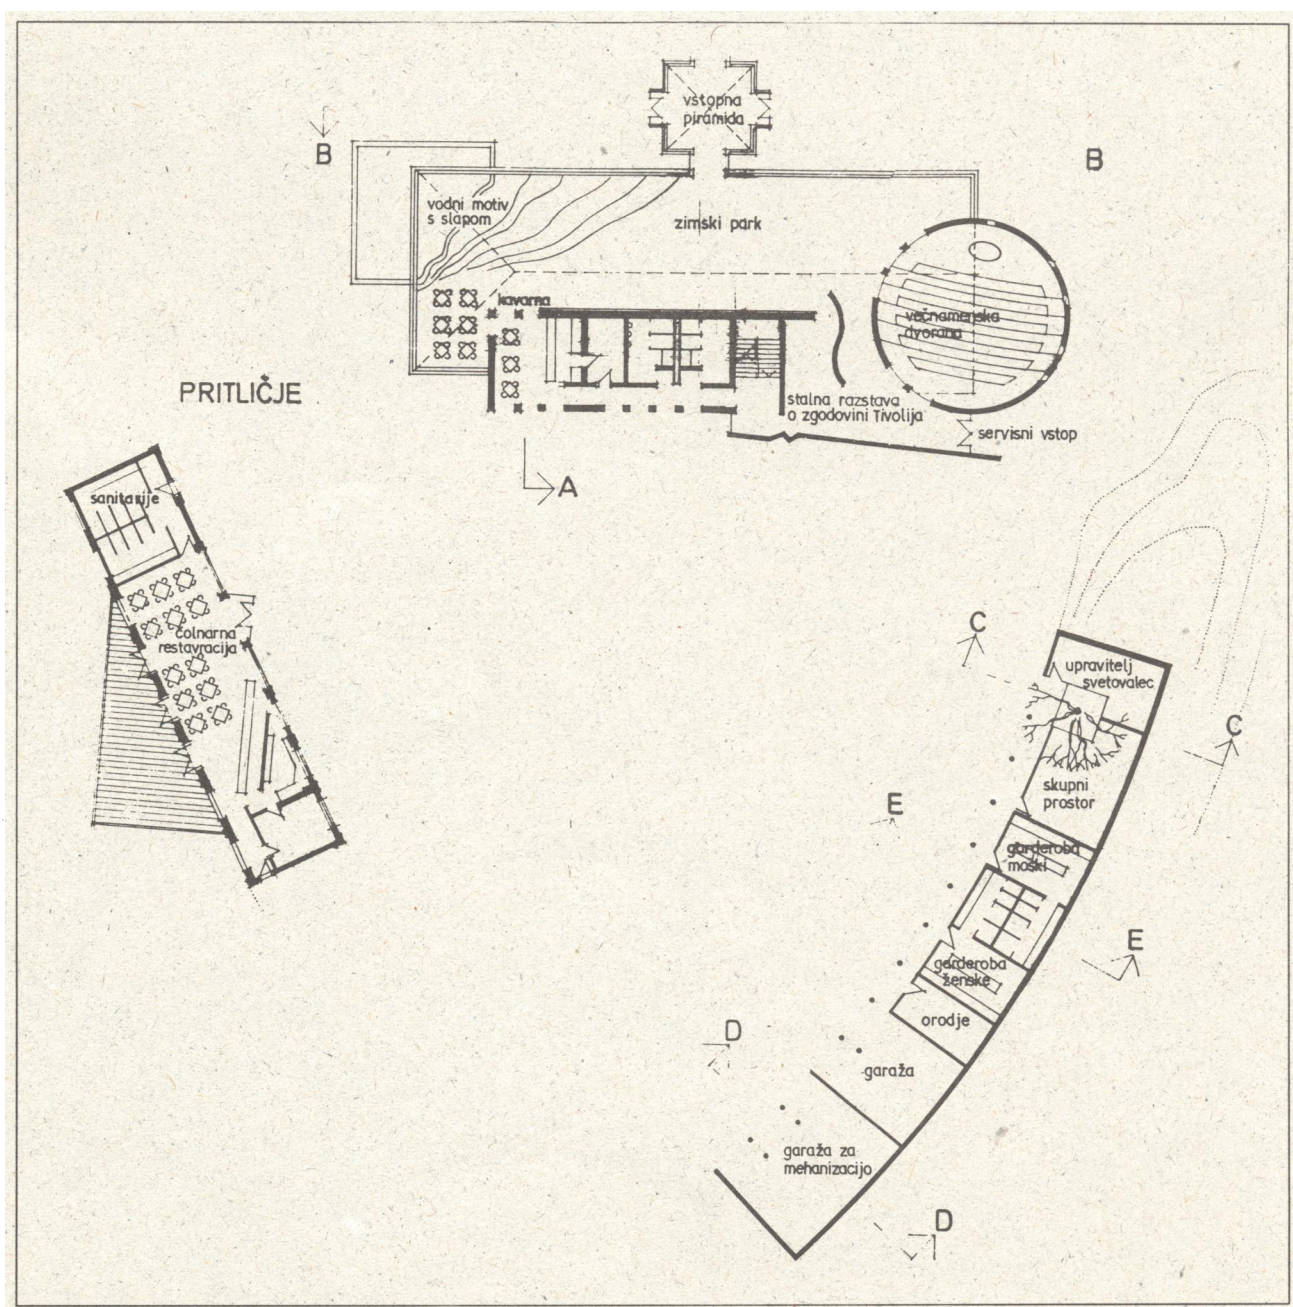 vstopna
piramida
B
B
vodni motiv
s slapom
zimski park
kavarna
večnamenska
dvorana
PRITLIČJE
stalna razstava
o zgodovini Tivolija
servisni vstop
A
sanitarije
čolnarna
restavracija
C
upravitelj
svetovalec
C
skupni
prostor
E
garderoba
moški
E
garderoba
ženske
orodje
D
garaža
garaža za
mehanizacijo
D